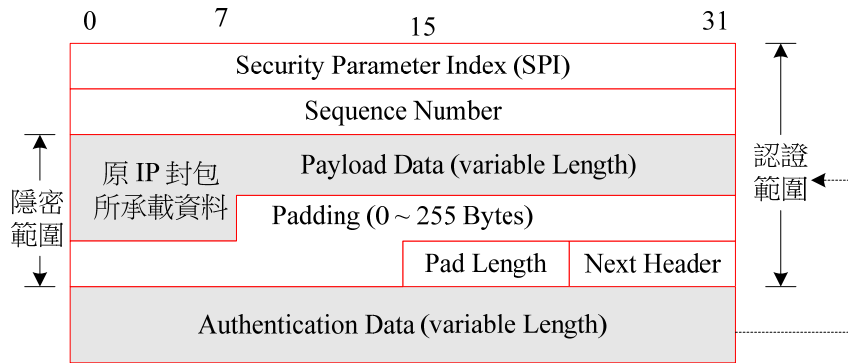 0 7 15 31
Security Parameter Index (SPI)
Sequence Number
Payload Data (variable Length)
原 IP 封包
所承載資料
隱密
範圍
認證
範圍
Padding (0 ~ 255 Bytes)
Pad Length Next Header
Authentication Data (variable Length)